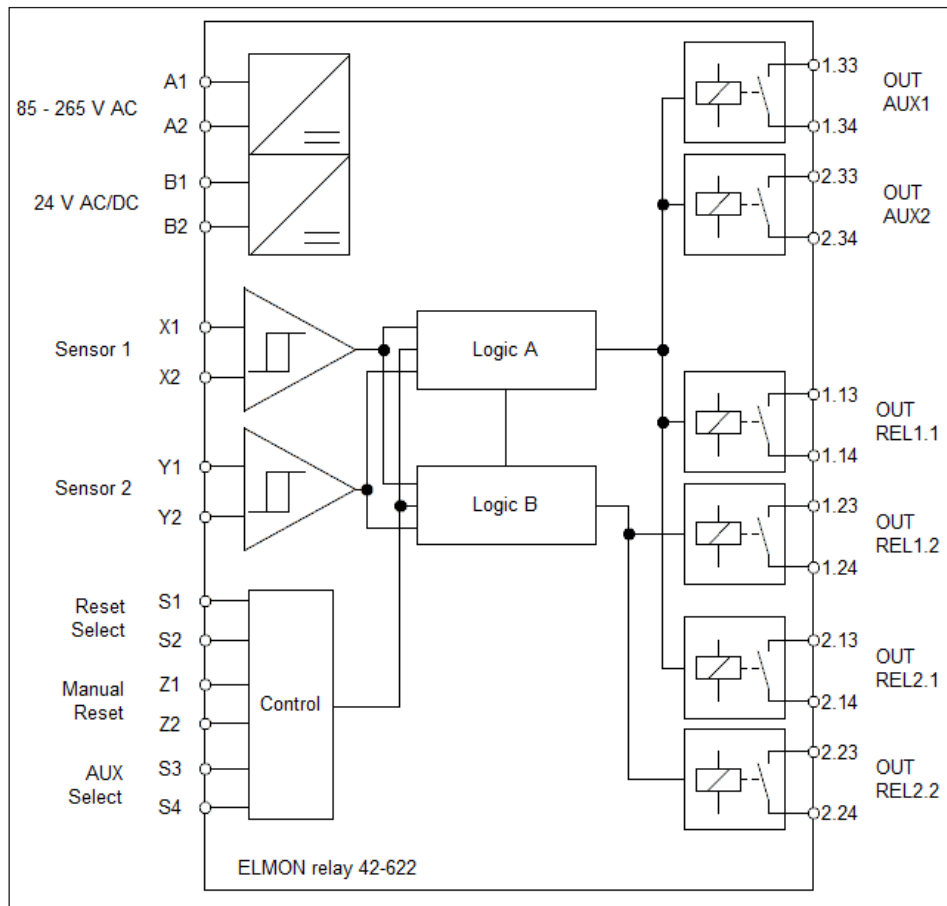 85 - 265 V AC
A1
A2
24 V AC/DC
B1
B2
Sensor 1
X1
X2
Sensor 2
Y1
Y2
Reset
Select
S1
S2
Manual
Reset
Z1
Z2
AUX
Select
S3
S4
Control
Logic A
Logic B
1.33
1.34
OUT
AUX1
2.33
2.34
OUT
AUX2
1.13
1.14
OUT
REL1.1
1.23
1.24
OUT
REL1.2
2.13
2.14
OUT
REL2.1
2.23
2.24
OUT
REL2.2
ELMON relay 42-622